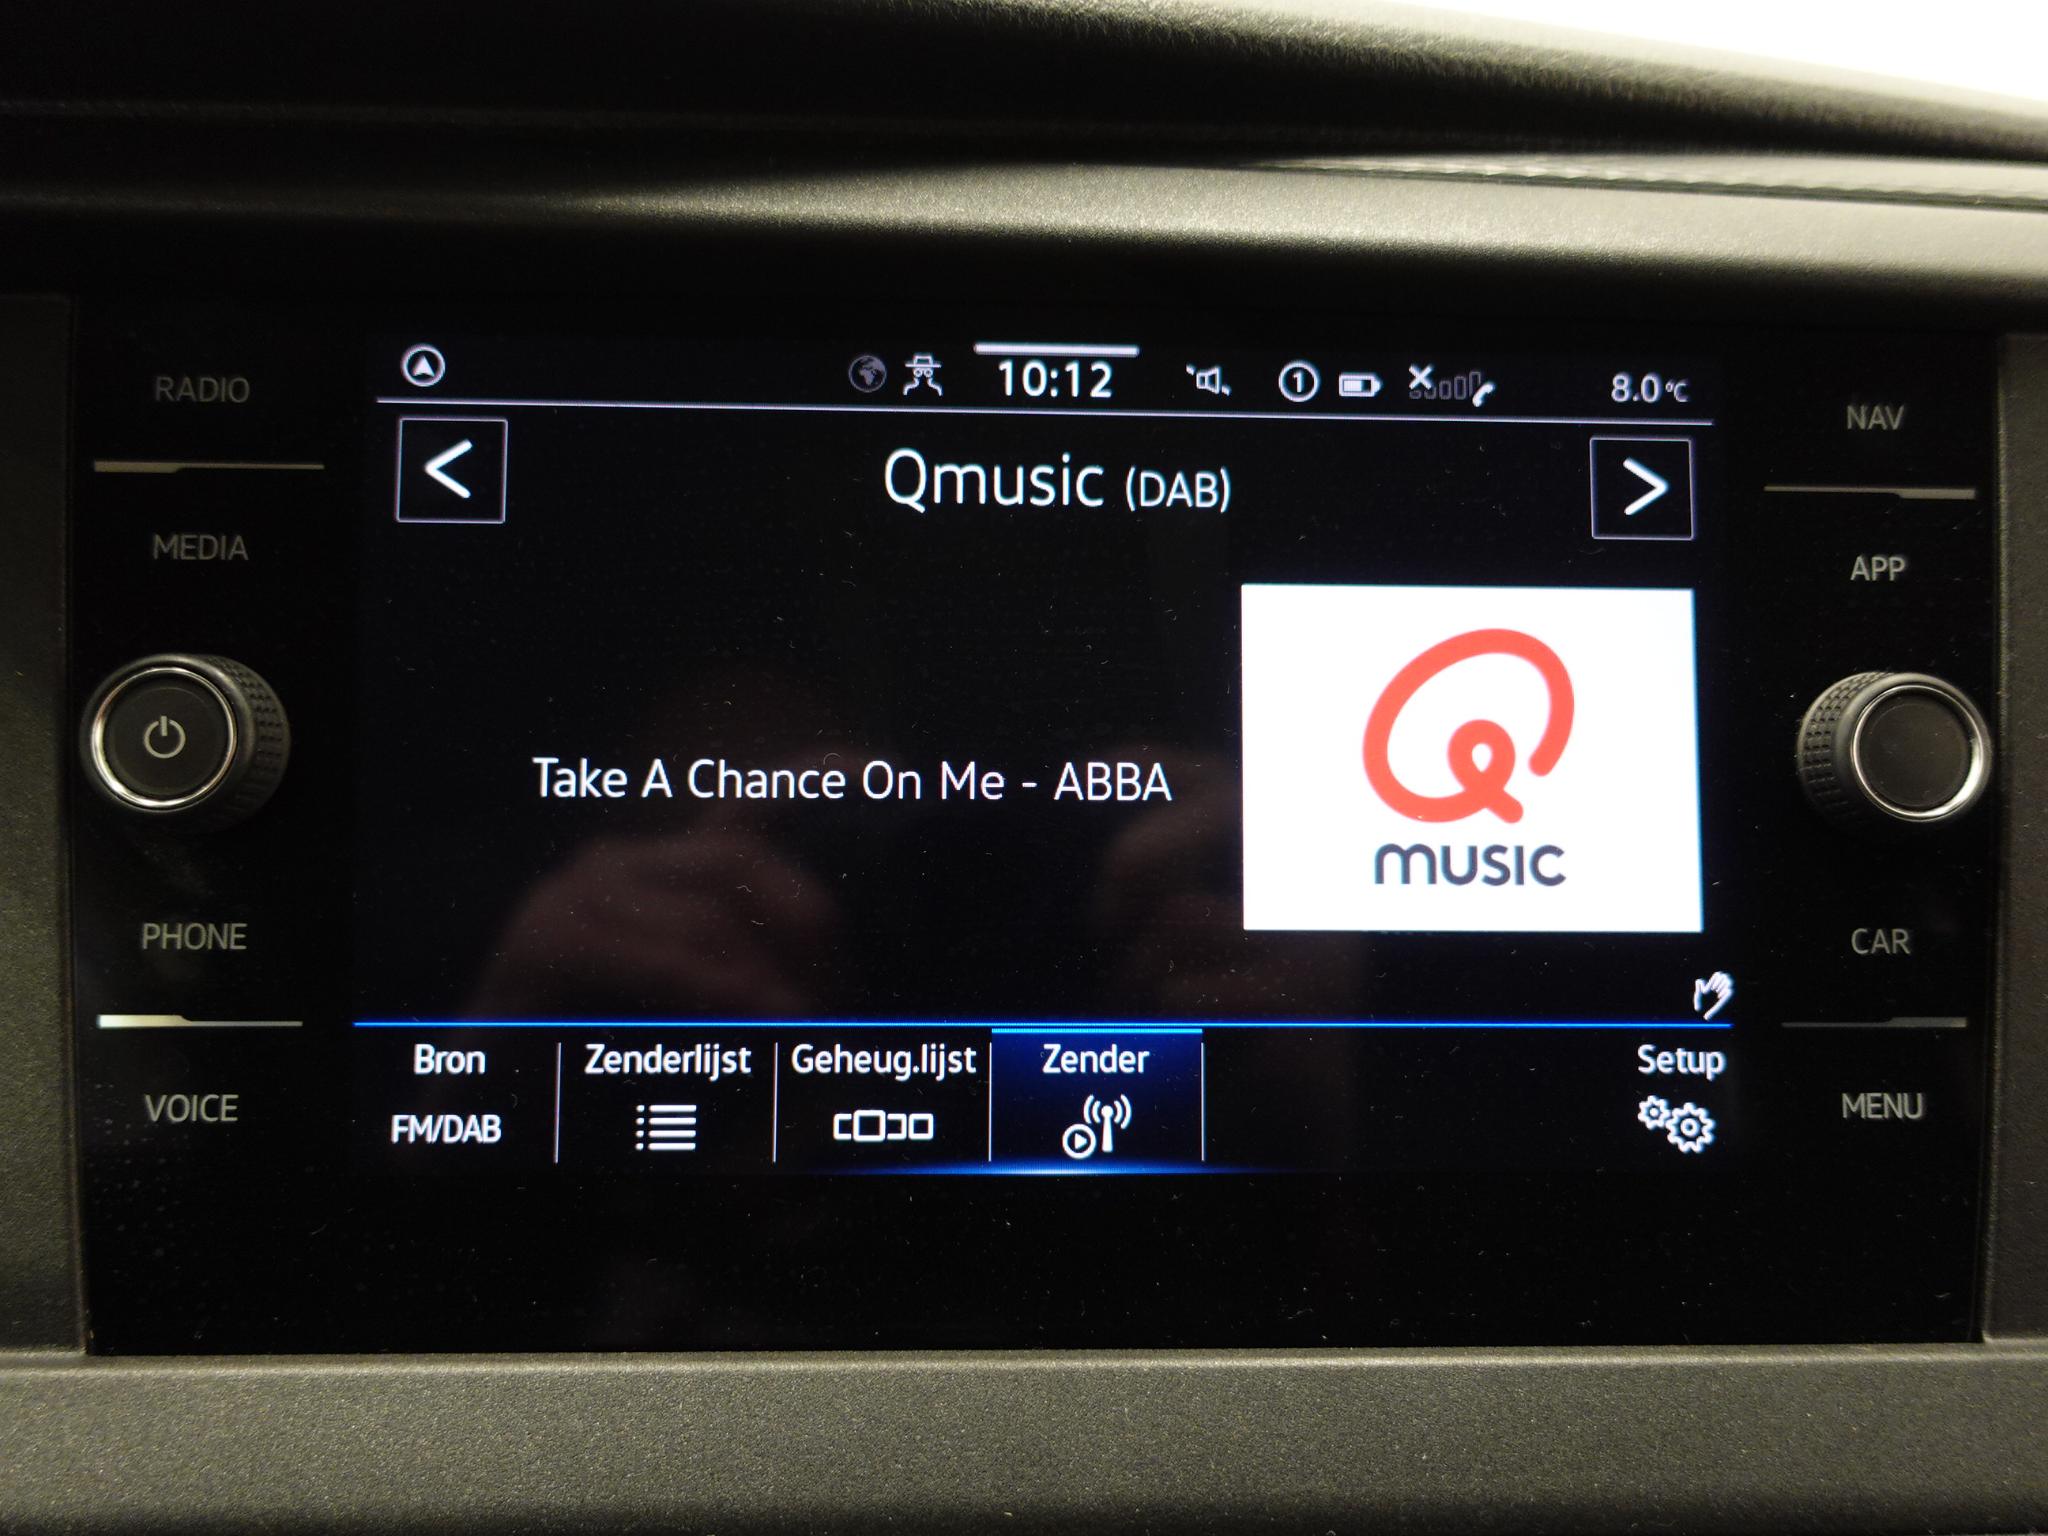 RADIO
MEDIA
PHONE
VOICE
10:12
1
8.0°C
<
Qmusic (DAB)
>
Take A Chance On Me - ABBA
Q
MUSIC
Bron
FM/DAB
Zenderlijst
Geheug.lijst
Zender
Setup
NAV
APP
CAR
MENU